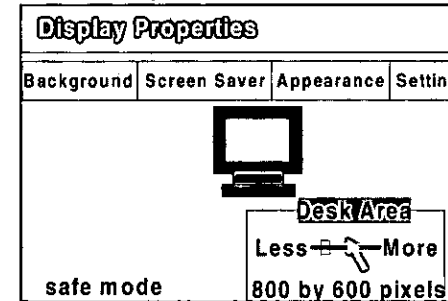 Display Properties
Background Screen Saver Appearance Settin
Desk Area
Less More
safe mode 800 by 600 pixels